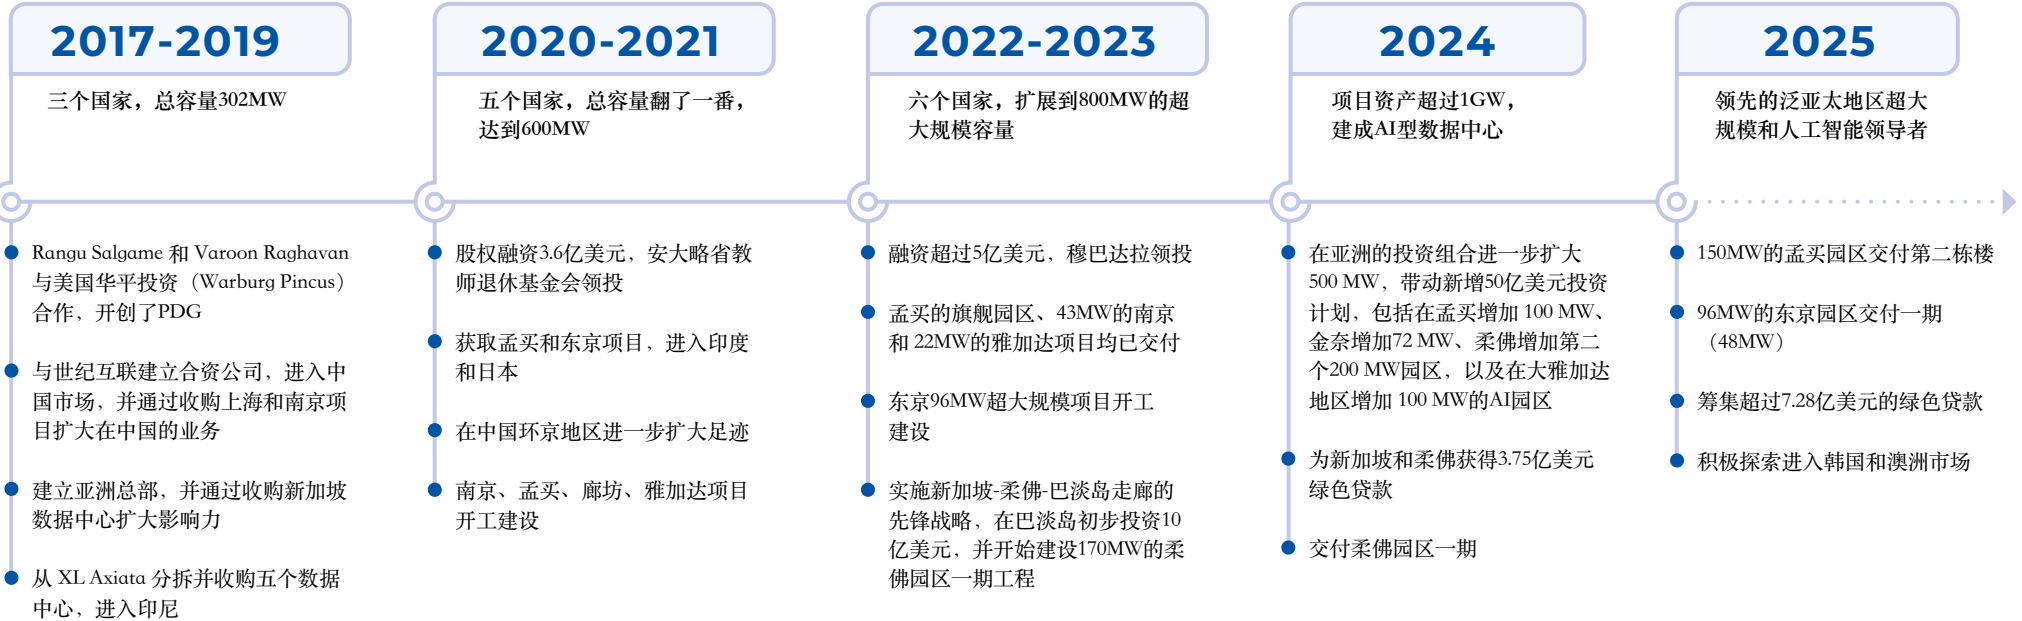 2017-2019
三个国家，总容量302MW
Rangu Salgame 和 Varoon Raghavan
与美国华平投资（Warburg Pincus）
合作，开创了PDG
与世纪互联建立合资公司，进入中
国市场，并通过收购上海和南京项
目扩大在中国的业务
建立亚洲总部，并通过收购新加坡
数据中心扩大影响力
从 XL Axiata 分拆并收购五个数据
中心，进入印尼
2020-2021
五个国家，总容量翻了一番，
达到600MW
股权融资3.6亿美元，安大略省教
师退休基金会领投
获取孟买和东京项目，进入印度
和日本
在中国环京地区进一步扩大足迹
南京、孟买、廊坊、雅加达项目
开工建设
2022-2023
六个国家，扩展到800MW的超
大规模容量
融资超过5亿美元，穆巴达拉领投
孟买的旗舰园区、43MW的南京
和 22MW的雅加达项目均已交付
东京96MW超大规模项目开工
建设
实施新加坡-柔佛-巴淡岛走廊的
先锋战略，在巴淡岛初步投资10
亿美元，并开始建设170MW的柔
佛园区一期工程
2024
项目资产超过1GW，
建成AI型数据中心
在亚洲的投资组合进一步扩大
500 MW，带动新增50亿美元投资
计划，包括在孟买增加 100 MW、
金奈增加72 MW、柔佛增加第二
个200 MW园区，以及在大雅加达
地区增加 100 MW的AI园区
为新加坡和柔佛获得3.75亿美元
绿色贷款
交付柔佛园区一期
2025
领先的泛亚太地区超大
规模和人工智能领导者
150MW的孟买园区交付第二栋楼
96MW的东京园区交付一期
（48MW）
筹集超过7.28亿美元的绿色贷款
积极探索进入韩国和澳洲市场